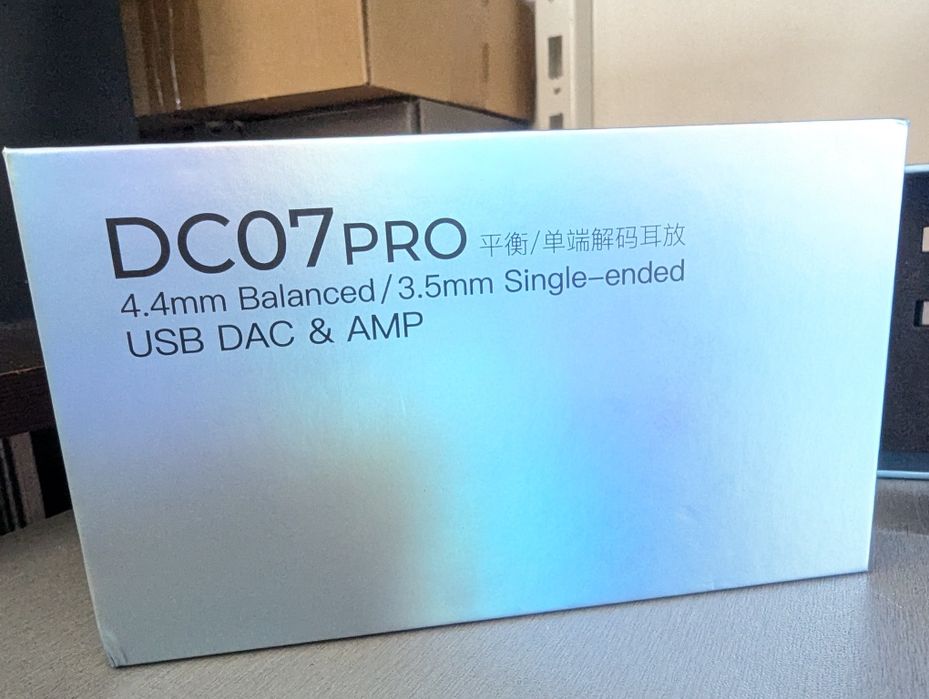 DC07PRO 平衡/单端解码耳放
4.4mm Balanced/3.5mm Single-ended
USB DAC & AMP